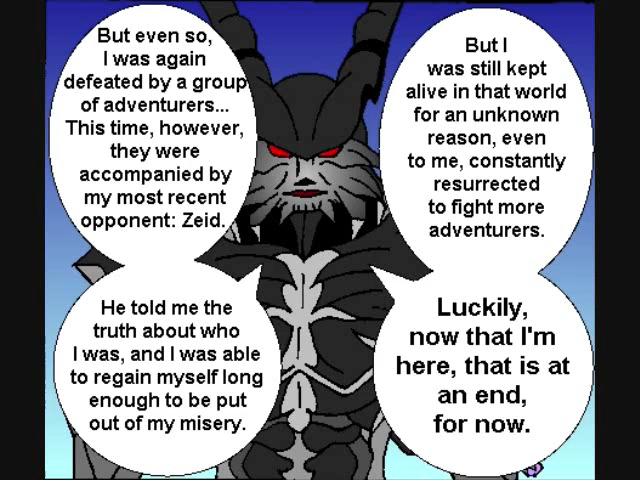 But even so,
I was again
defeated by a group
of adventurers...
This time, however,
they were
accompanied by
my most recent
opponent: Zeid.
He told me the
truth about who
I was, and I was able
to regain myself long
enough to be put
out of my misery.
But I
was still kept
alive in that world
for an unknown
reason, even
to me, constantly
resurrected
to fight more
adventurers.
Luckily,
now that I'm
here, that is at
an end,
for now.